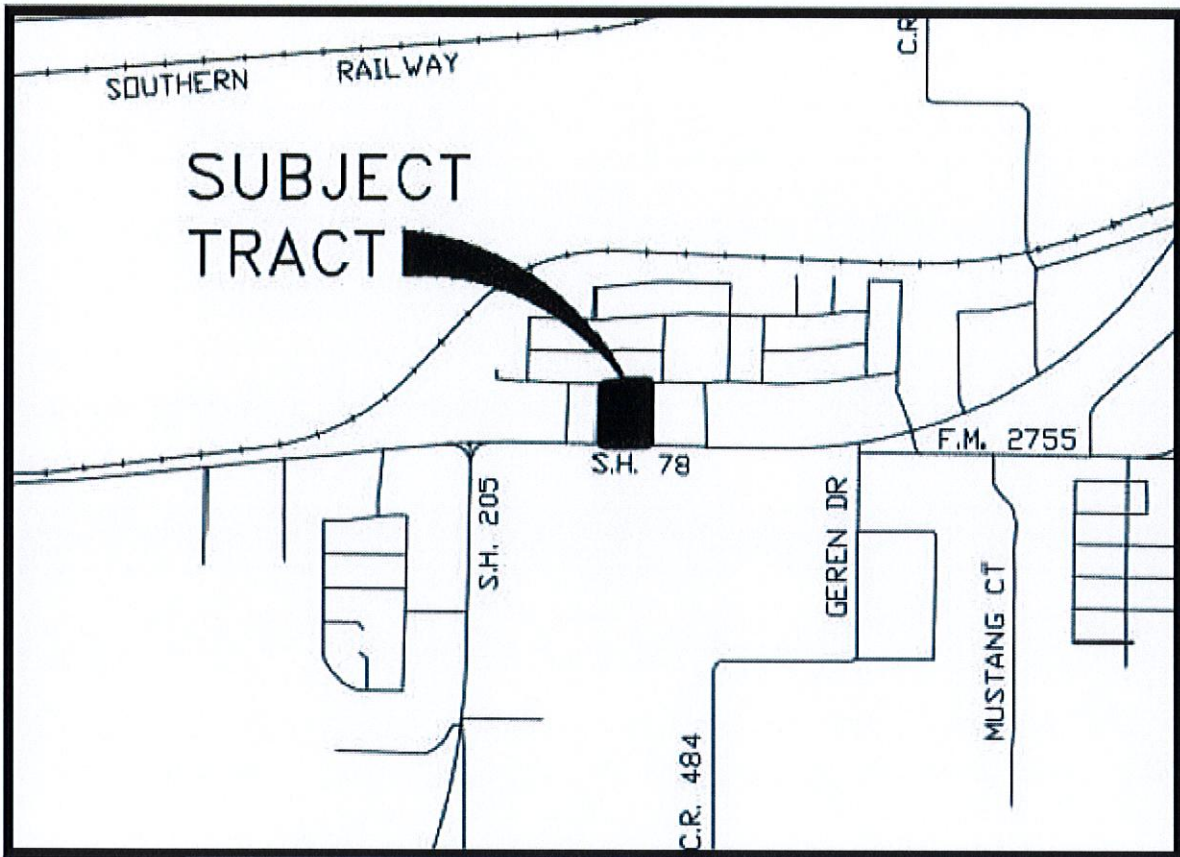 C.R
SOUTHERN RAILWAY
SUBJECT
TRACT
S.H. 78
F.M. 2755
S.H. 205
GEREN DR
MUSTANG CT
C.R. 484